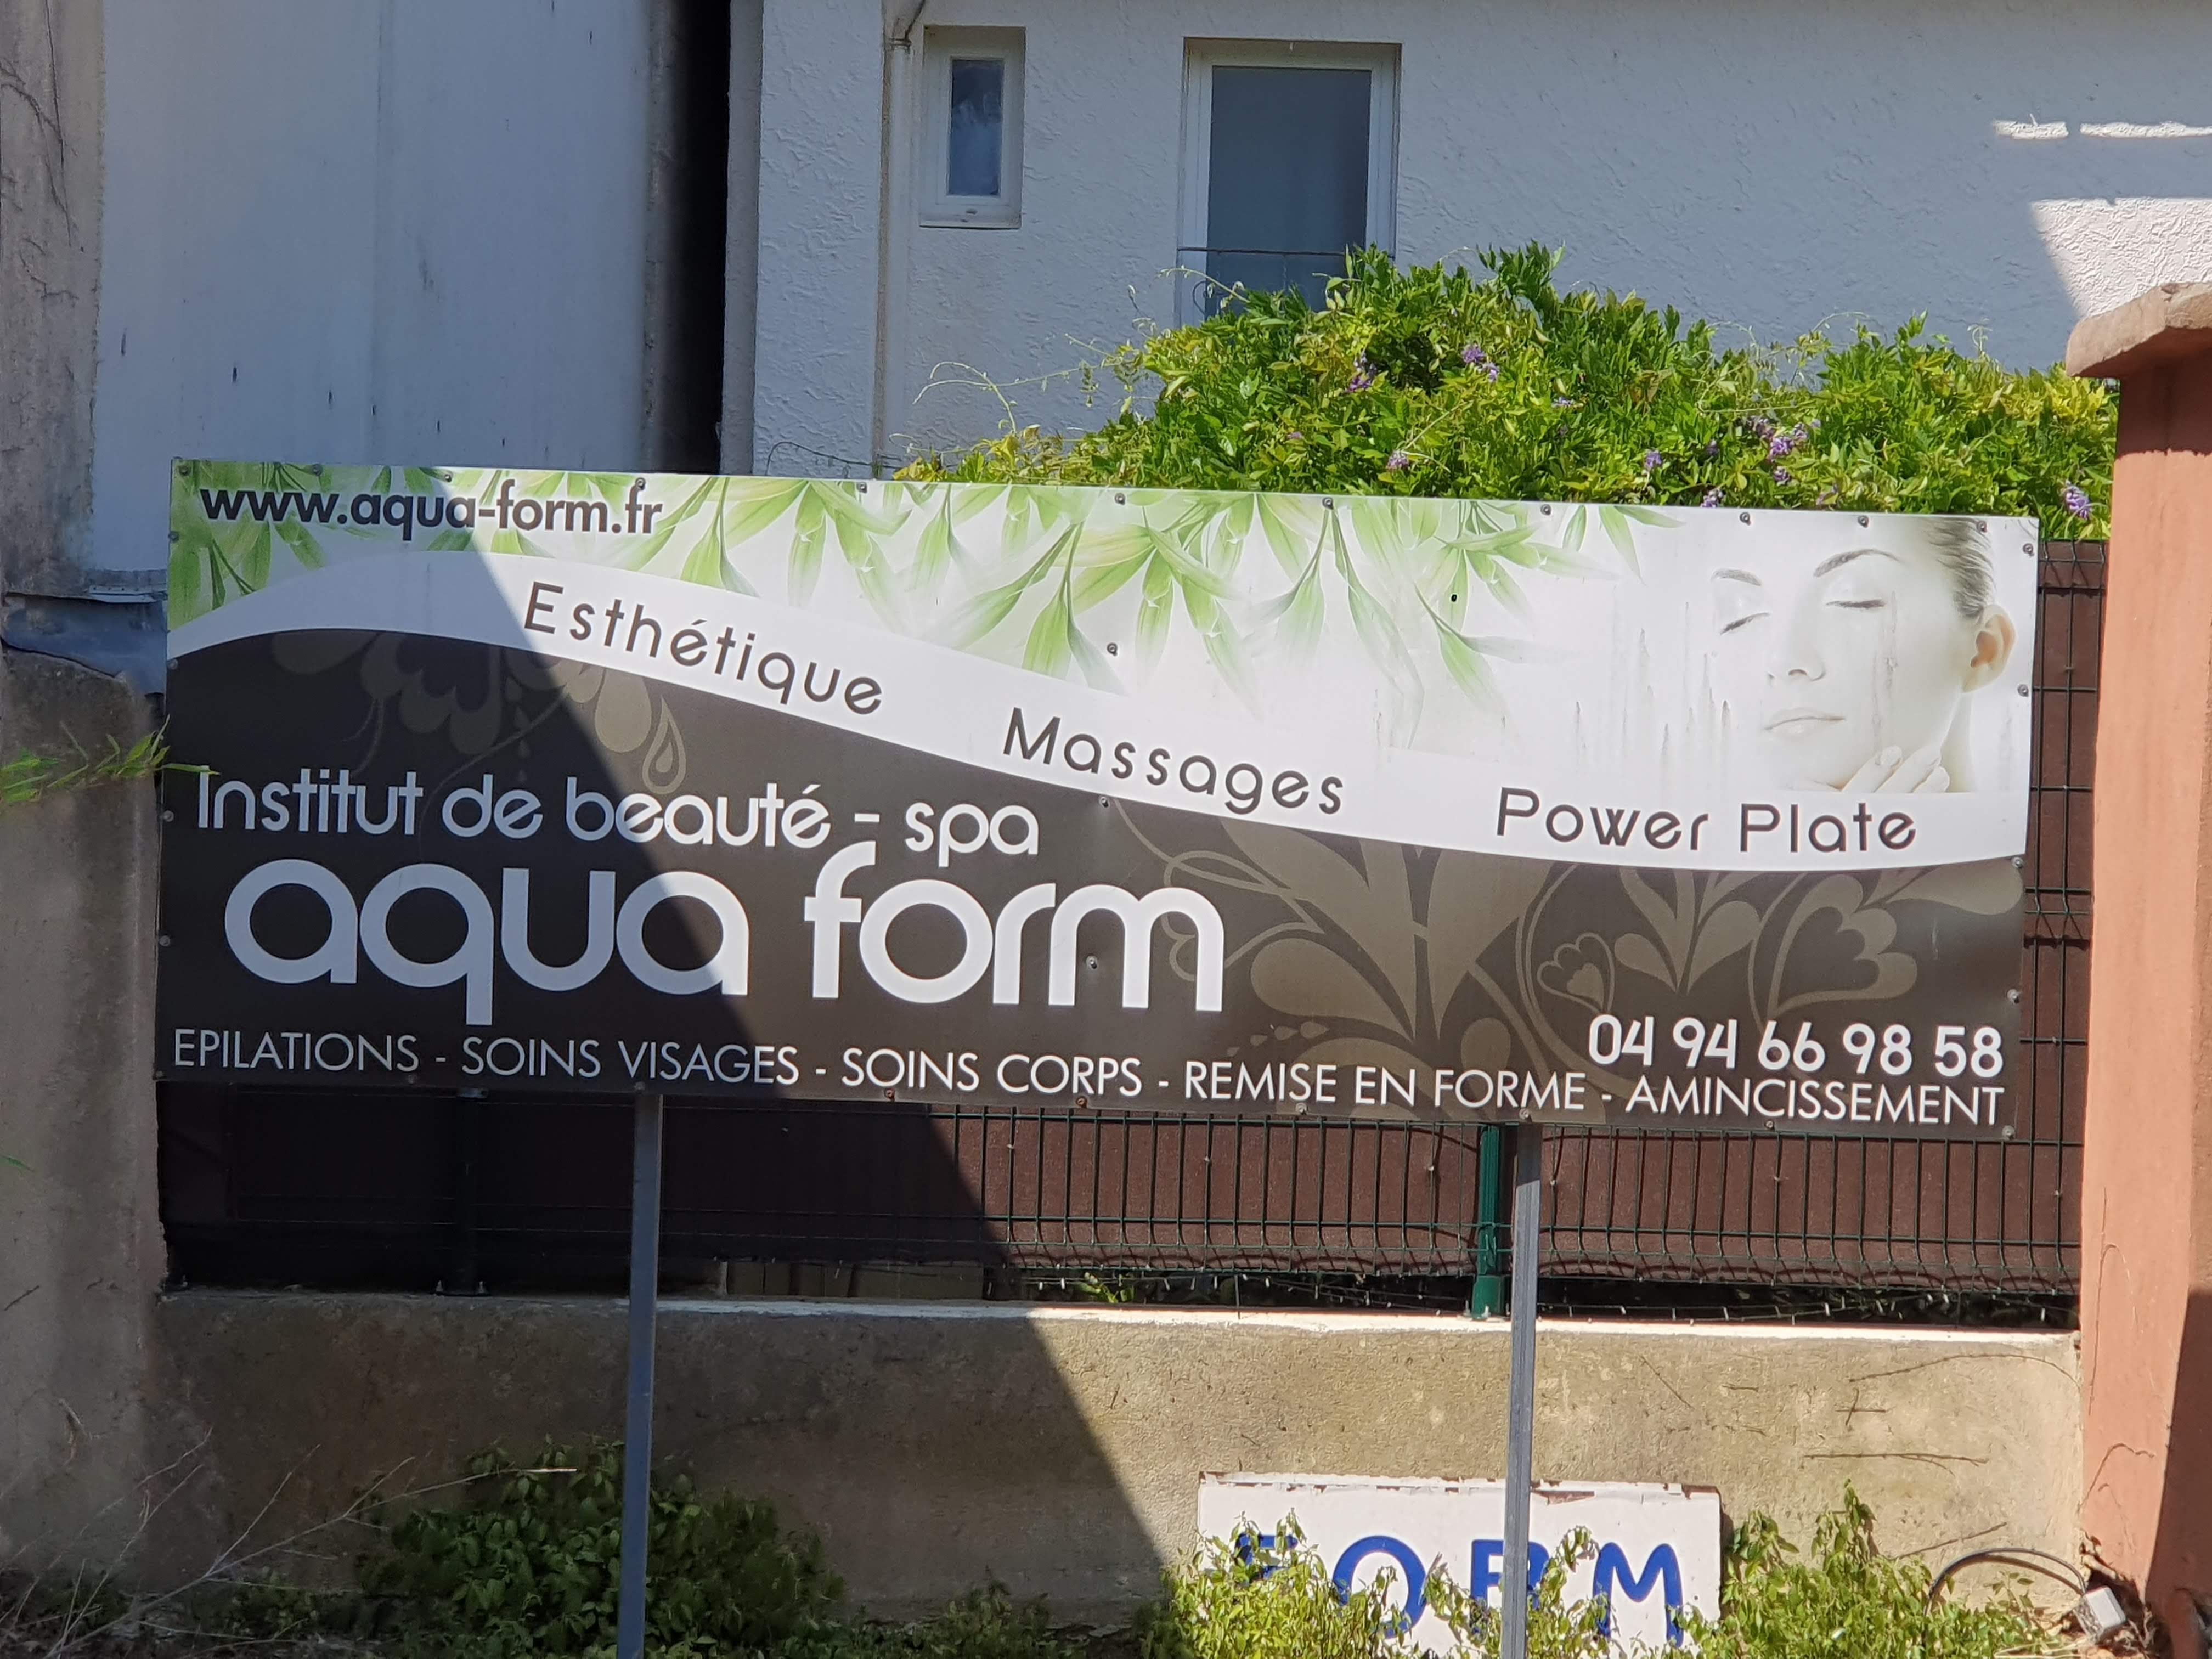 www.aqua-form.fr
Esthétique Massages Power Plate
Institut de beauté - spa
aqua form
04 94 66 98 58
EPILATIONS - SOINS VISAGES - SOINS CORPS - REMISE EN FORME - AMINCISSEMENT
FORM